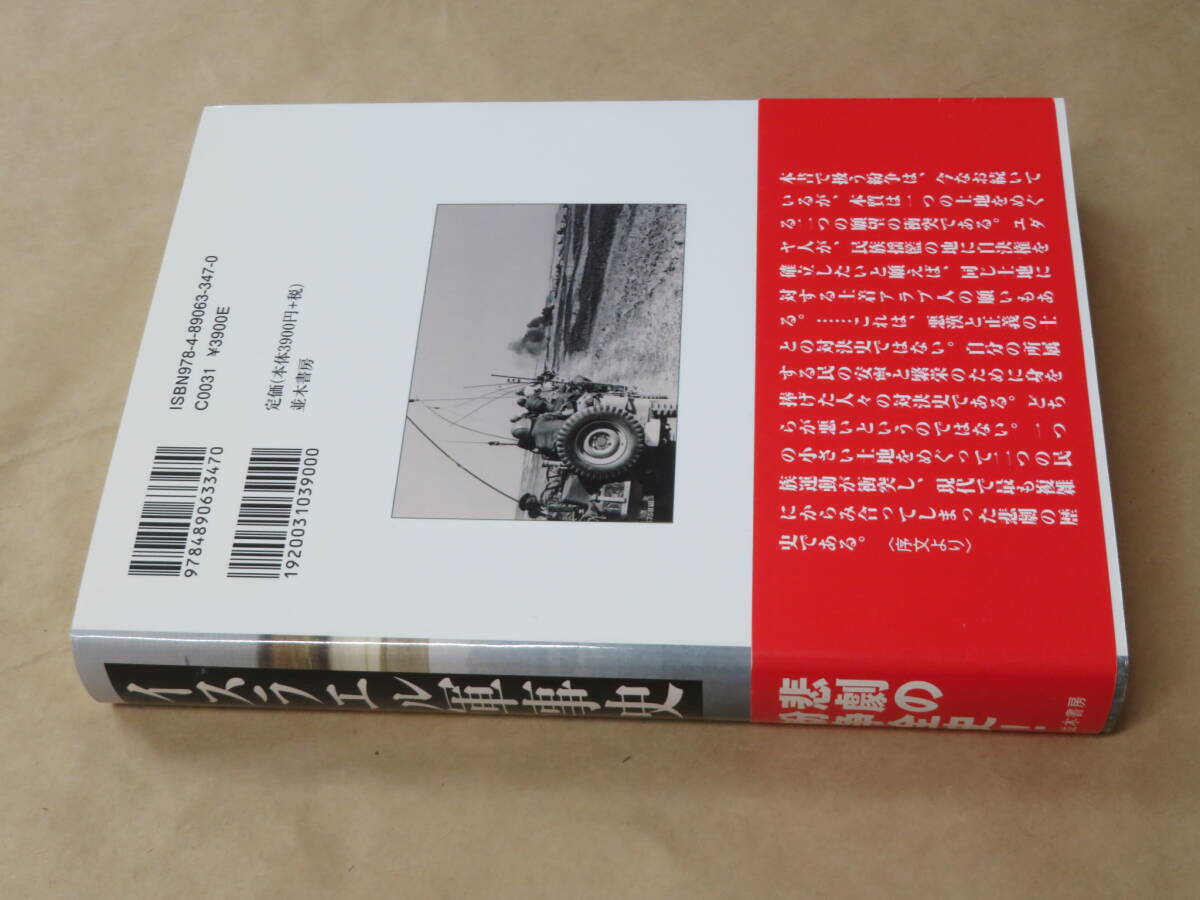 ISBN978-4-89063-347-0
C0031 ¥3900E
定価(本体3900円+税)
並木書房
9784890633470
1920031039000
本書で扱う紛争は、今なお続いて
いるが、本質は一つの土地をめぐ
る二つの願望の衝突である。ユダ
ヤ人が、民族揺籃の地に自決権を
確立したいと願えば、同じ土地に
対する土着アラブ人の願いもあ
る。……これは、悪漢と正義の士
との対決史ではない。自分の所属
する民の安寧と繁栄のために身を
捧げた人々の対決史である。どち
らが悪いというのではない。一つ
の小さい土地をめぐって二つの民
族運動が衝突し、現代で最も複雑
にからみ合ってしまった悲劇の歴
史である。 〈序文より〉
イスラエル軍事史
悲劇の
紛争全史!
並木書房